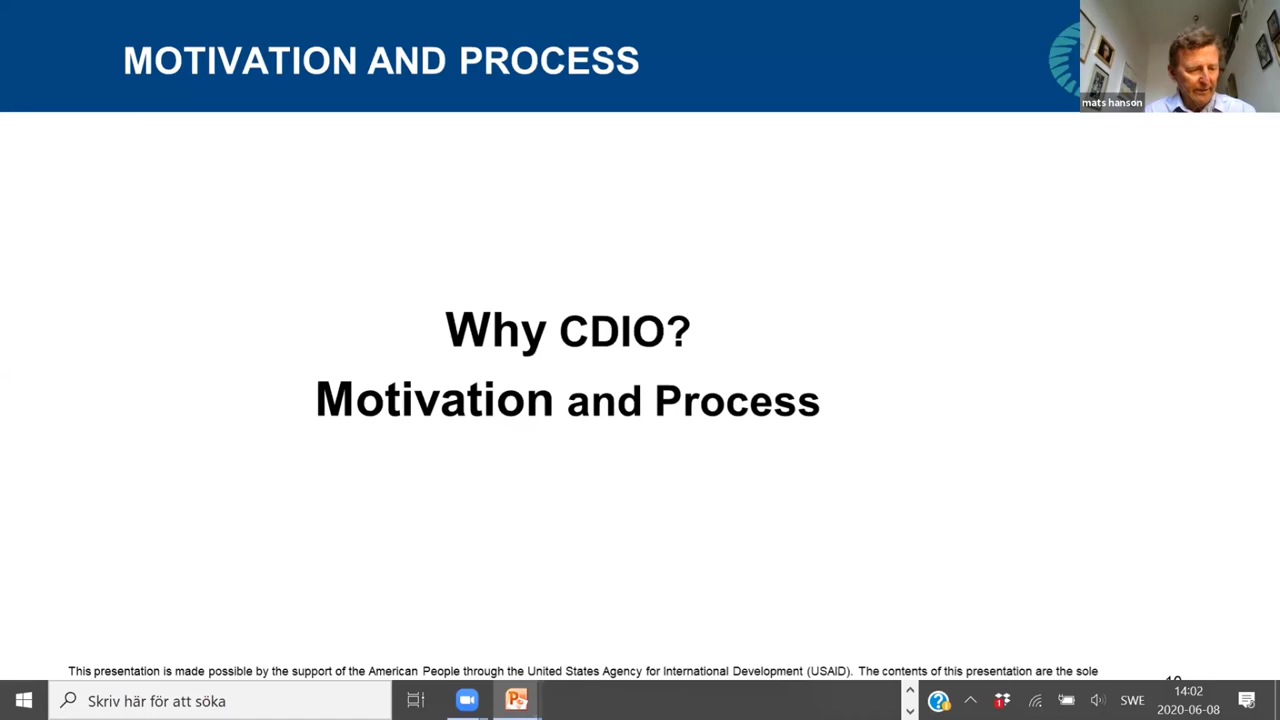 MOTIVATION AND PROCESS
mats hanson
Why CDIO?
Motivation and Process
This presentation is made possible by the support of the American People through the United States Agency for International Development (USAID). The contents of this presentation are the sole
Skriv här för att söka
1
SWE
14:02
2020-06-08